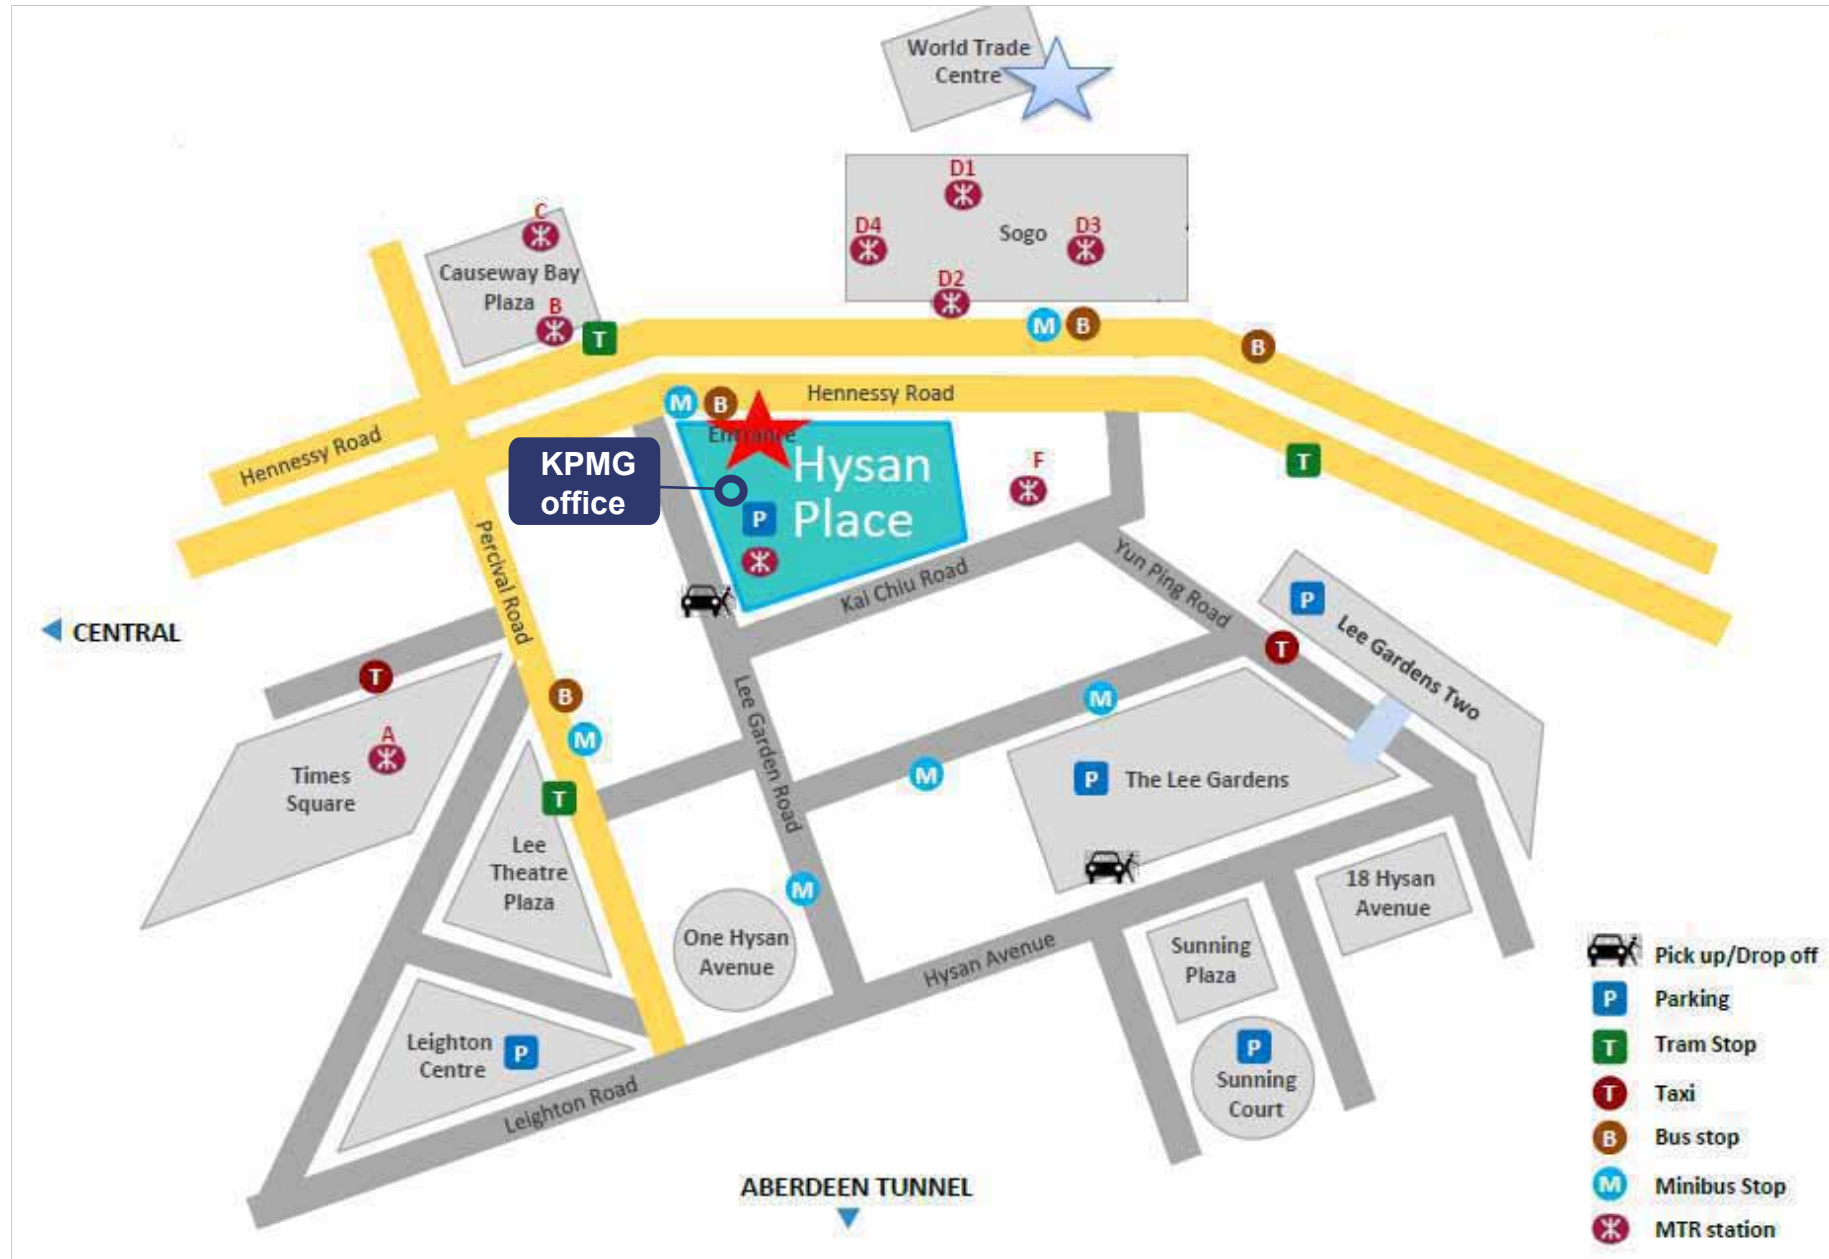 World Trade
Centre
D1
D4
Sogo
D3
D2
C
Causeway Bay
Plaza
B
T
M
B
B
Hennessy Road
M
B
Hennessy Road
Entrance
KPMG
office
Hysan
Place
P
F
T
Percival Road
Kai Chiu Road
Yun Ping Road
P
Lee Gardens Two
CENTRAL
T
T
B
M
Lee Garden Road
M
A
Times
Square
M
P
The Lee Gardens
T
Lee
Theatre
Plaza
M
18 Hysan
Avenue
One Hysan
Avenue
Hysan Avenue
Sunning
Plaza
Leighton
Centre
P
P
Sunning
Court
Leighton Road
ABERDEEN TUNNEL
Pick up/Drop off
P Parking
T Tram Stop
T Taxi
B Bus stop
M Minibus Stop
MTR station